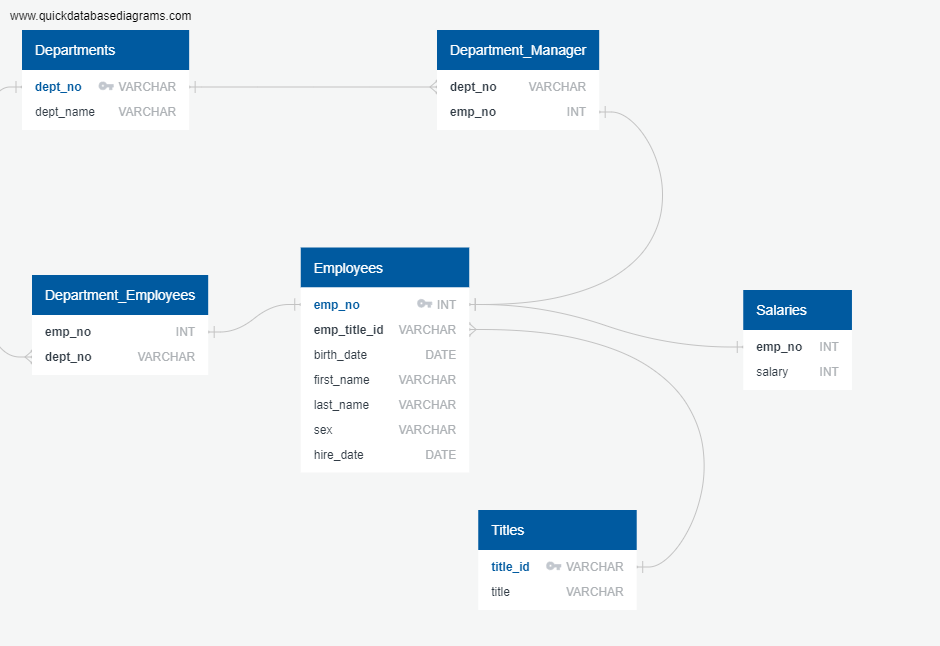 www.quickdatabasediagrams.com
Departments
dept_no VARCHAR
dept_name VARCHAR
Department_Manager
dept_no VARCHAR
emp_no INT
Department_Employees
emp_no INT
dept_no VARCHAR
Employees
emp_no INT
emp_title_id VARCHAR
birth_date DATE
first_name VARCHAR
last_name VARCHAR
sex VARCHAR
hire_date DATE
Salaries
emp_no INT
salary INT
Titles
title_id VARCHAR
title VARCHAR